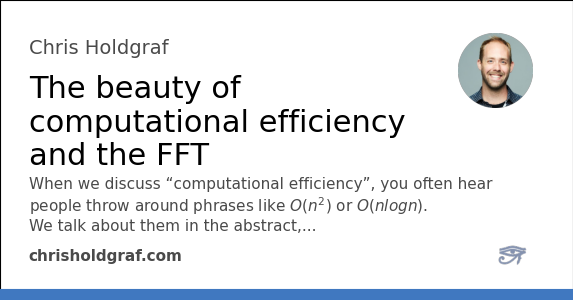 Chris Holdgraf
The beauty of
computational efficiency
and the FFT
When we discuss “computational efficiency”, you often hear
people throw around phrases like O(n²) or O(nlogn).
We talk about them in the abstract,...
chrisholdgraf.com